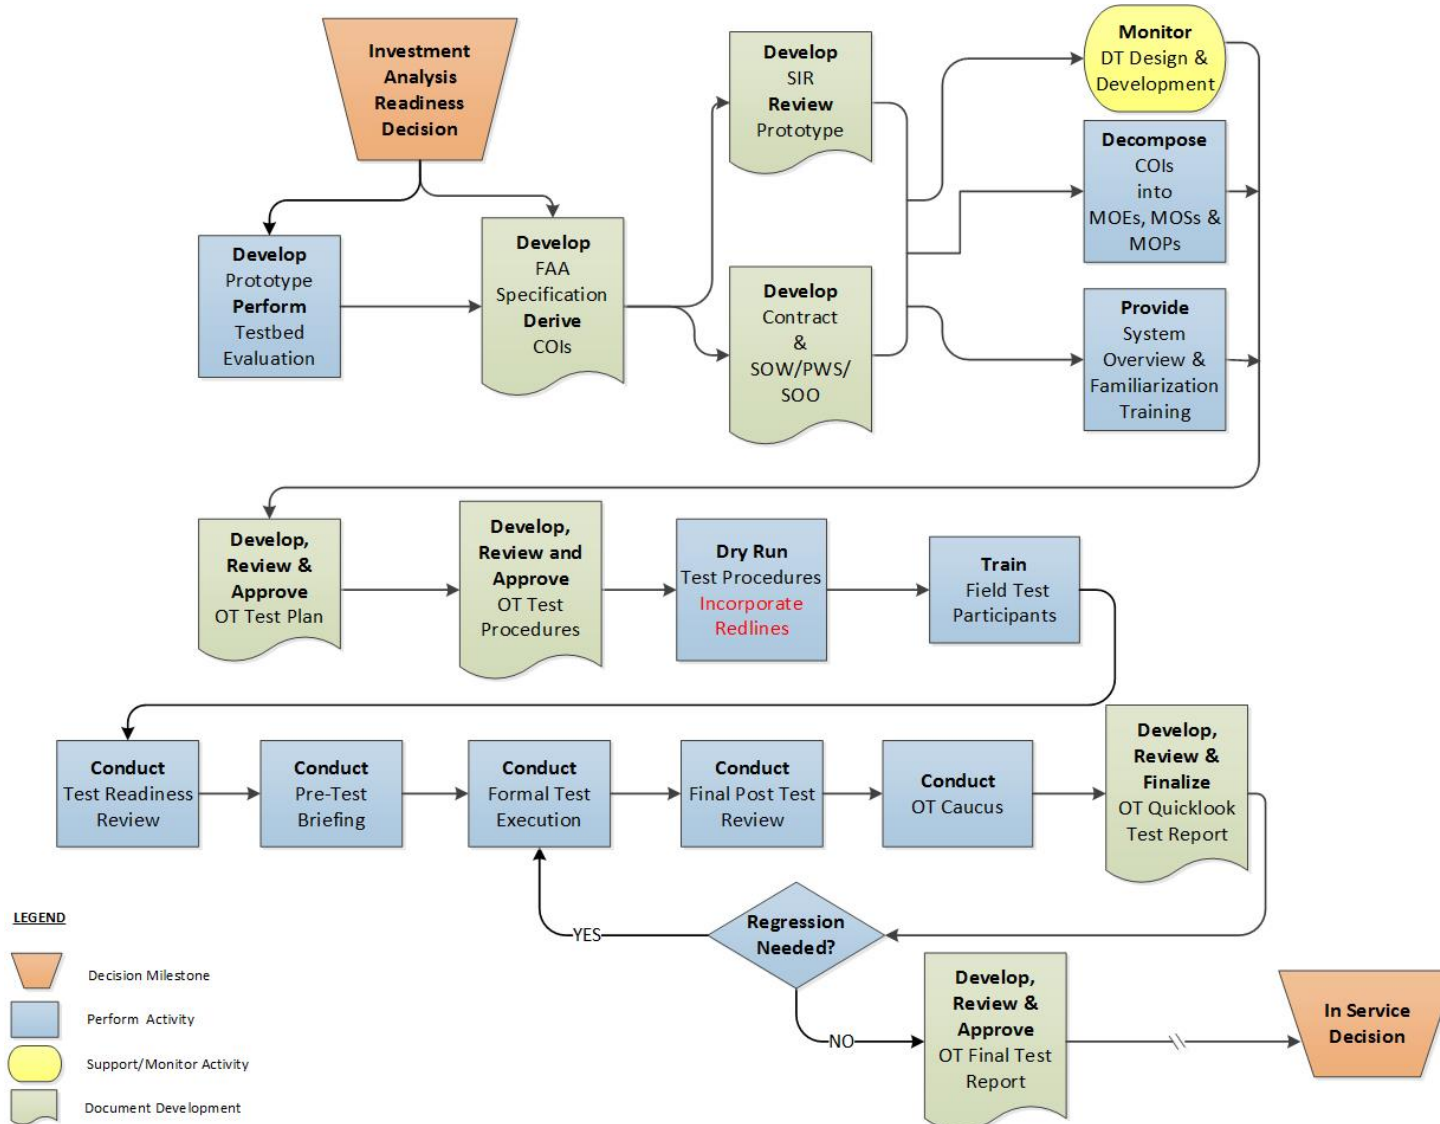 Investment
Analysis
Readiness
Decision
Develop
SIR
Review
Prototype
Monitor
DT Design &
Development
Decompose
COIs
into
MOEs, MOSs &
MOPs
Develop
Prototype
Perform
Testbed
Evaluation
Develop
FAA
Specification
Derive
COIs
Develop
Contract
&
SOW/PWS/
SOO
Provide
System
Overview &
Familiarization
Training
Develop,
Review &
Approve
OT Test Plan
Develop,
Review and
Approve
OT Test
Procedures
Dry Run
Test Procedures
Incorporate
Redlines
Train
Field Test
Participants
Conduct
Test Readiness
Review
Conduct
Pre-Test
Briefing
Conduct
Formal Test
Execution
Conduct
Final Post Test
Review
Conduct
OT Caucus
Develop,
Review &
Finalize
OT Quicklook
Test Report
Regression
Needed?
YES
NO
Develop,
Review &
Approve
OT Final Test
Report
In Service
Decision
LEGEND
Decision Milestone
Perform Activity
Support/Monitor Activity
Document Development